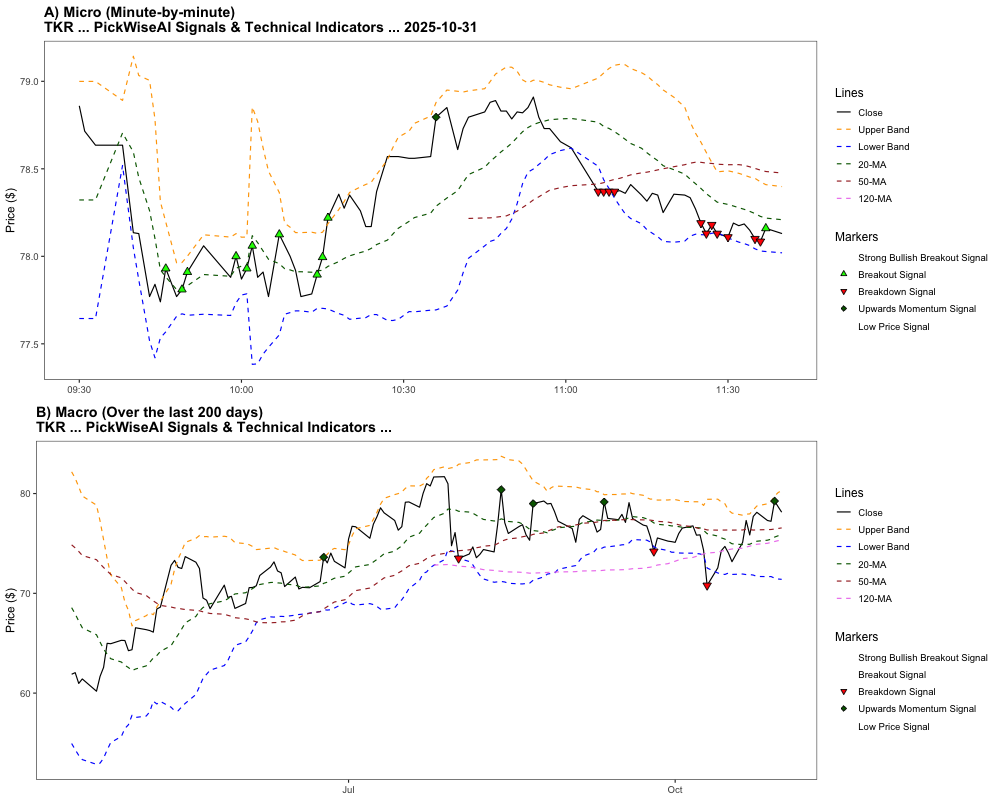 A) Micro (Minute-by-minute)
TKR ... PickWiseAI Signals & Technical Indicators ... 2025-10-31
Price ($)
79.0
78.5
78.0
77.5
09:30
10:00
10:30
11:00
11:30
Lines
Close
Upper Band
Lower Band
20-MA
50-MA
120-MA
Markers
Strong Bullish Breakout Signal
Breakout Signal
Breakdown Signal
Upwards Momentum Signal
Low Price Signal
B) Macro (Over the last 200 days)
TKR ... PickWiseAI Signals & Technical Indicators ...
Price ($)
80
70
60
Jul
Oct
Lines
Close
Upper Band
Lower Band
20-MA
50-MA
120-MA
Markers
Strong Bullish Breakout Signal
Breakout Signal
Breakdown Signal
Upwards Momentum Signal
Low Price Signal